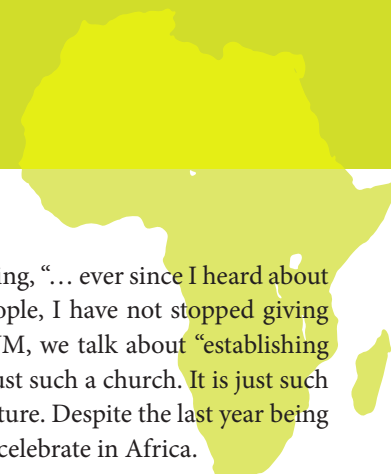 ing, “… ever since I heard about
ople, I have not stopped giving
M, we talk about “establishing
ust such a church. It is just such
ture. Despite the last year being
celebrate in Africa.